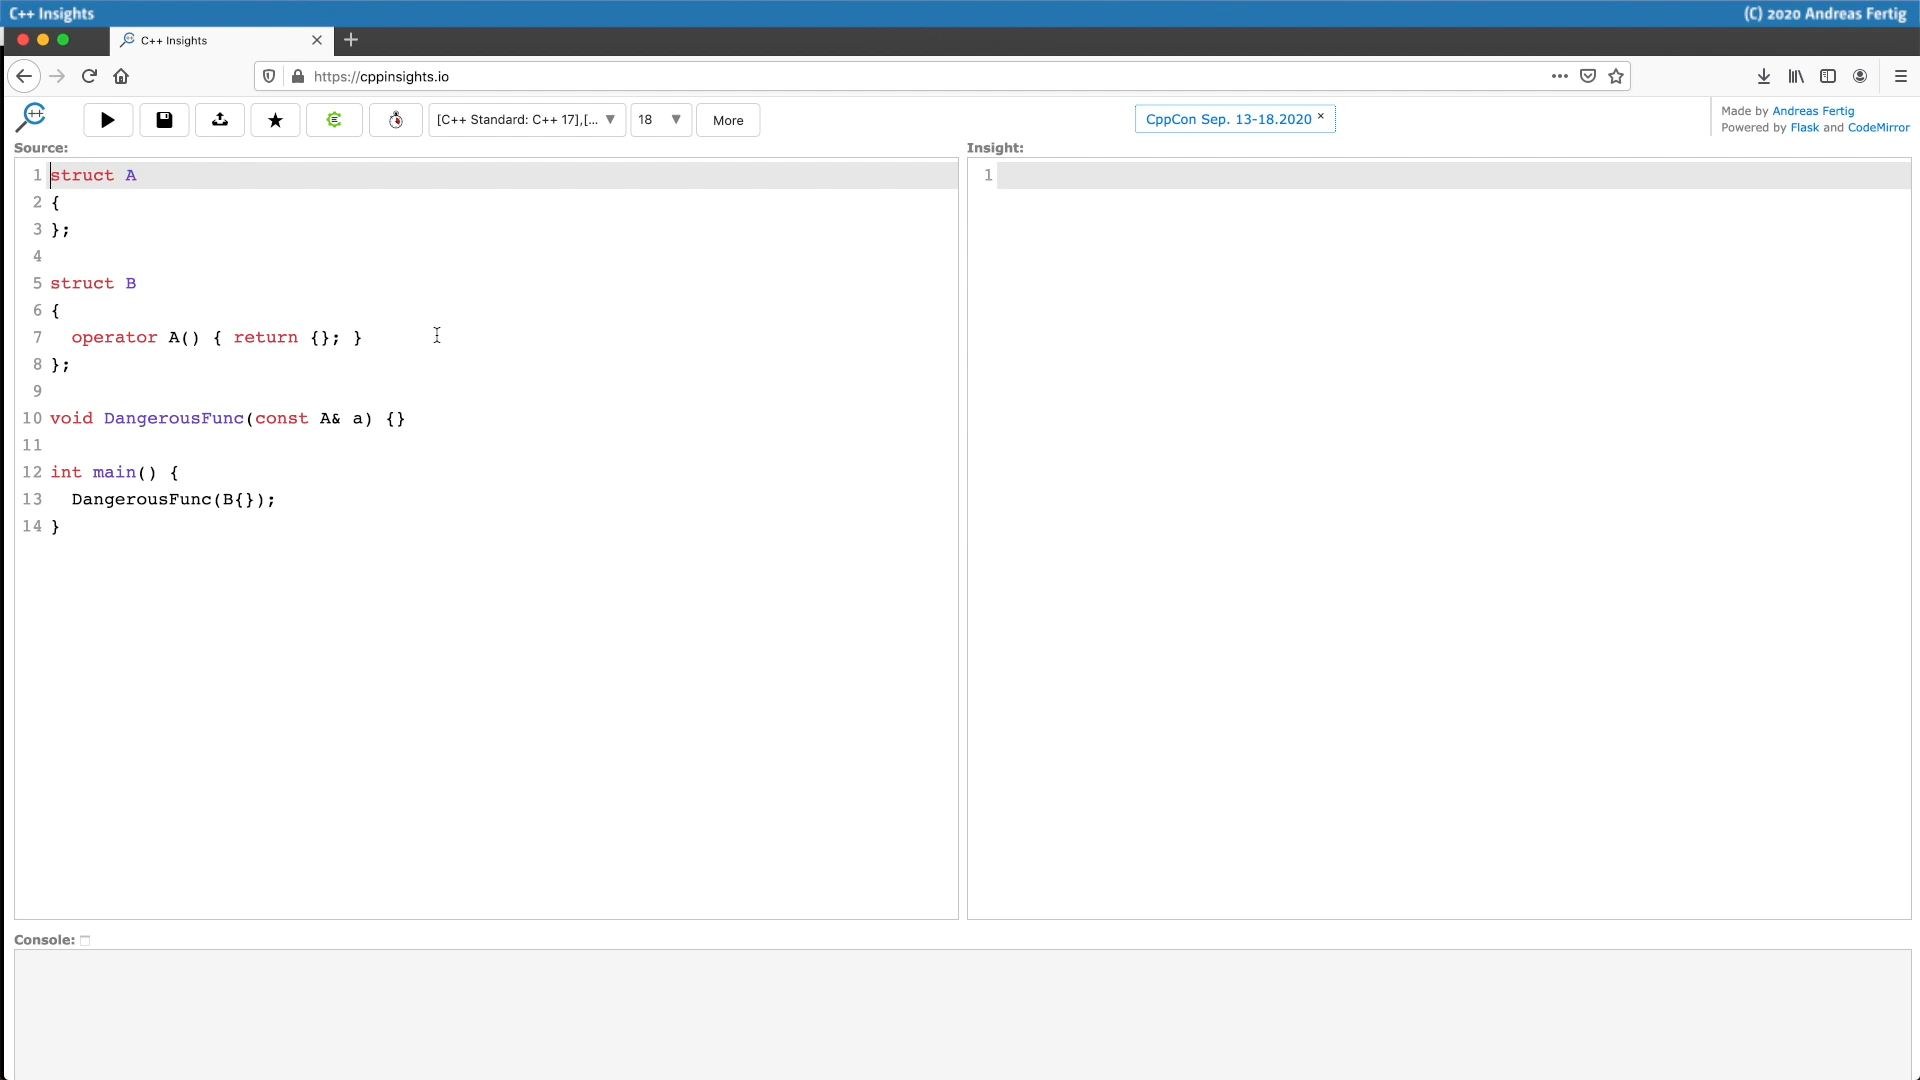 C++ Insights
(C) 2020 Andreas Fertig
C++ Insights
https://cppinsights.io
[C++ Standard: C++ 17],[...
18
More
CppCon Sep. 13-18.2020 ×
Made by Andreas Fertig
Powered by Flask and CodeMirror
Source:
1 struct A
2 {
3 };
4
5 struct B
6 {
7   operator A() { return {}; }
8 };
9
10 void DangerousFunc(const A& a) {}
11
12 int main() {
13   DangerousFunc(B{});
14 }
Insight:
1
Console: